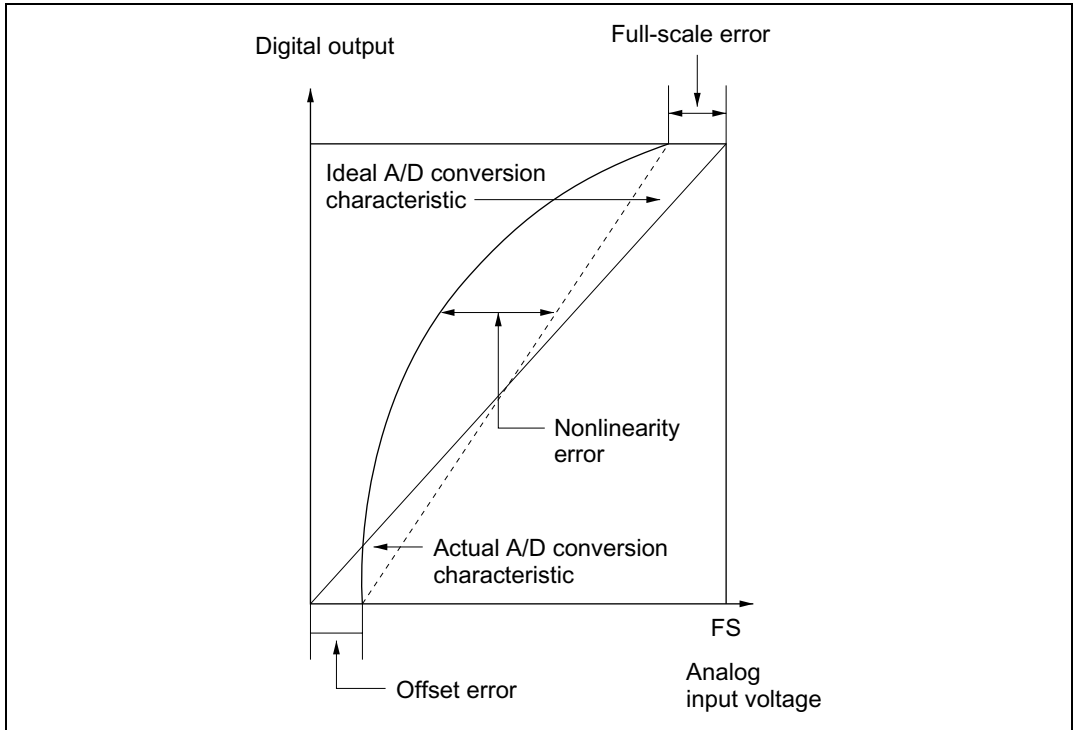 Full-scale error
Digital output
Ideal A/D conversion
characteristic
Nonlinearity
error
Actual A/D conversion
characteristic
FS
Offset error
Analog
input voltage